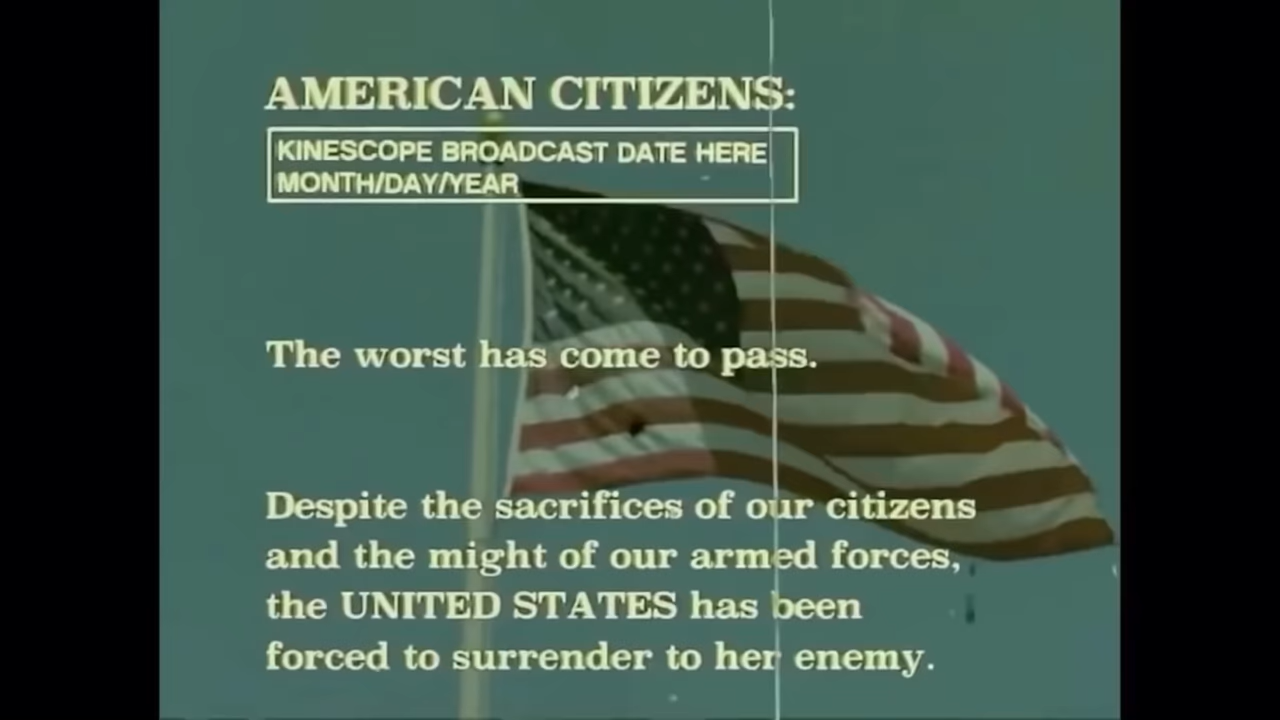 AMERICAN CITIZENS:
KINESCOPE BROADCAST DATE HERE
MONTH/DAY/YEAR
The worst has come to pass.
Despite the sacrifices of our citizens
and the might of our armed forces,
the UNITED STATES has been
forced to surrender to her enemy.